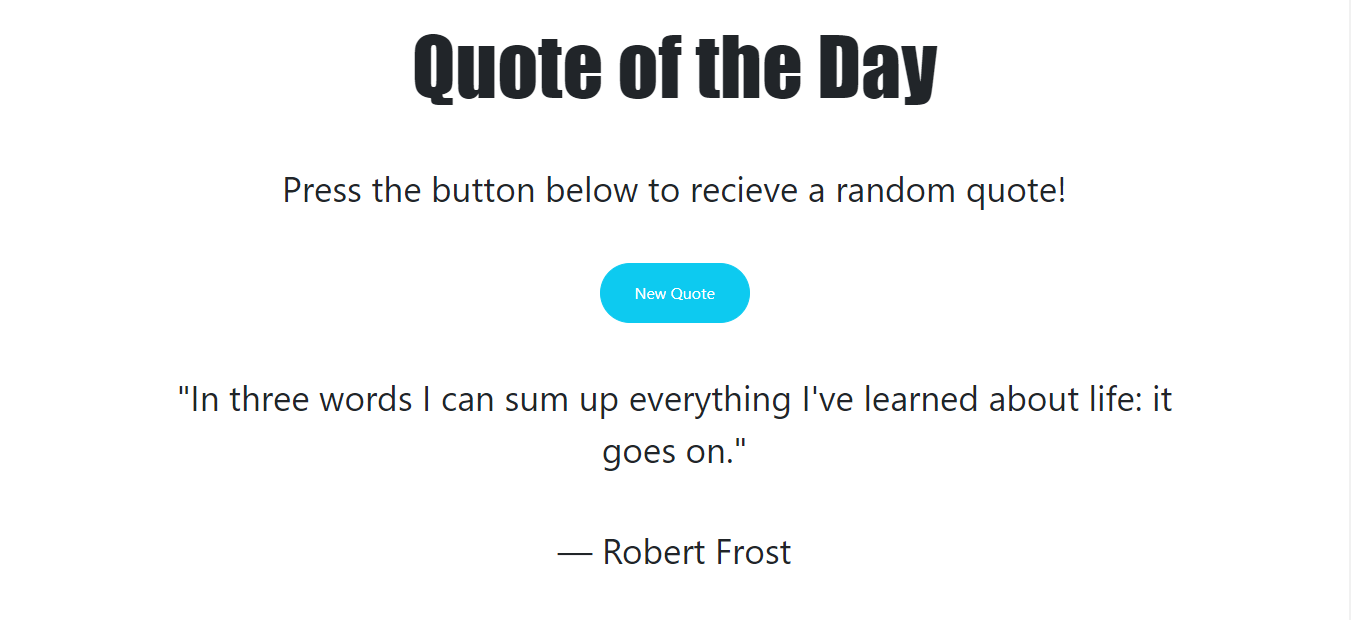 Quote of the Day
Press the button below to recieve a random quote!
New Quote
"In three words I can sum up everything I've learned about life: it
goes on."
— Robert Frost